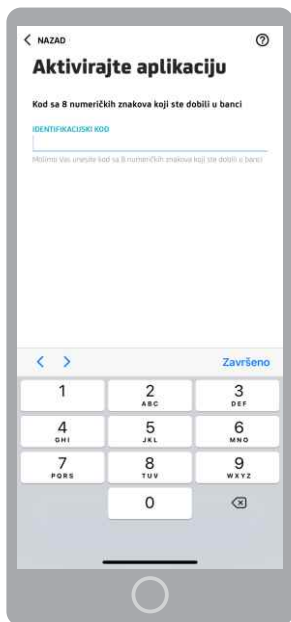 NAZAD
Aktivirajte aplikaciju
Kod sa 8 numeričkih znakova koji ste dobili u banci
IDENTIFIKACIJSKI KOD
Molimo Vas unesite kod sa 8 numeričkih znakova koji ste dobili u banci
Završeno
1 2 3
ABC DEF
4 5 6
GHI JKL MNO
7 8 9
PQRS TUV WXYZ
0